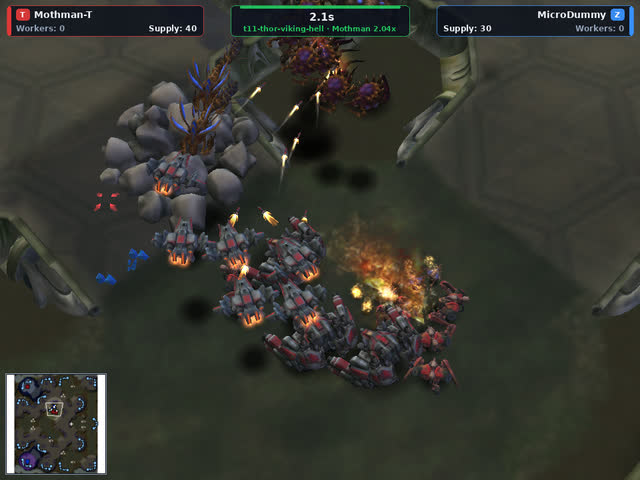 T Mothman-T
Workers: 0 Supply: 40
2.1s
t11-thor-viking-hell · Mothman 2.04x
MicroDummy Z
Supply: 30 Workers: 0